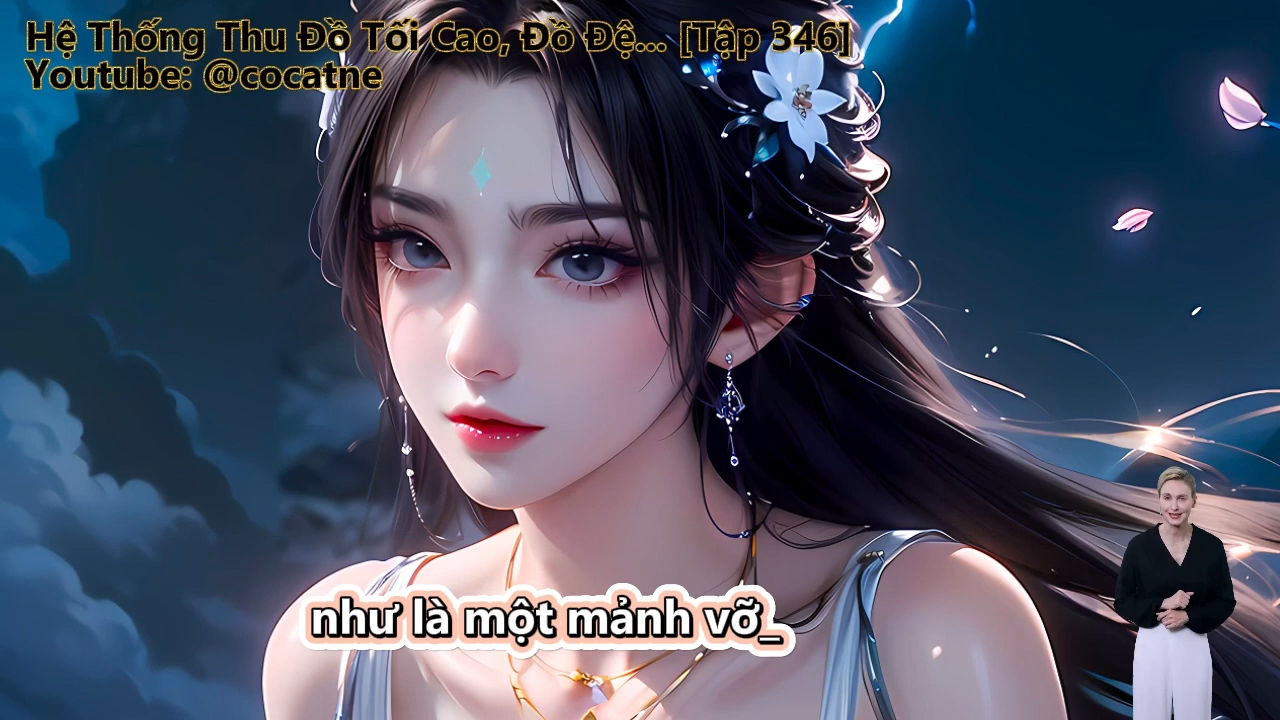 Hệ Thống Thu Đồ Tối Cao, Đồ Đệ... [Tập 346]
Youtube: @cocatne
như là một mảnh vỡ_